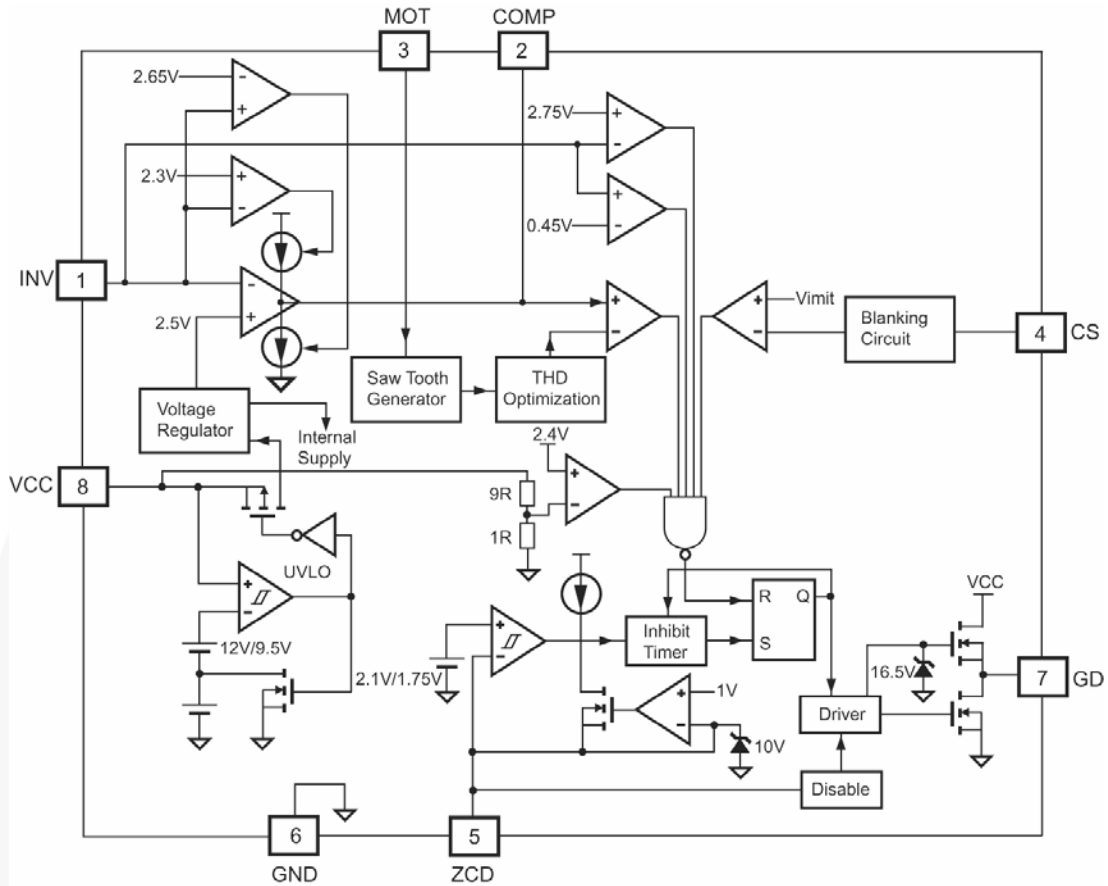 MOT
COMP
3
2
2.65V
-
+
2.75V
+
-
2.3V
+
-
+
0.45V
-
INV
1
-
+
2.5V
+
-
+
-
Vimit
Blanking
Circuit
4
CS
Voltage
Regulator
Internal
Supply
Saw Tooth
Generator
THD
Optimization
2.4V
VCC
8
9R
+
-
1R
UVLO
+
-
12V/9.5V
+
-
2.1V/1.75V
Inhibit
Timer
R
Q
S
VCC
16.5V
7
GD
+
-
1V
10V
Driver
Disable
6
GND
5
ZCD